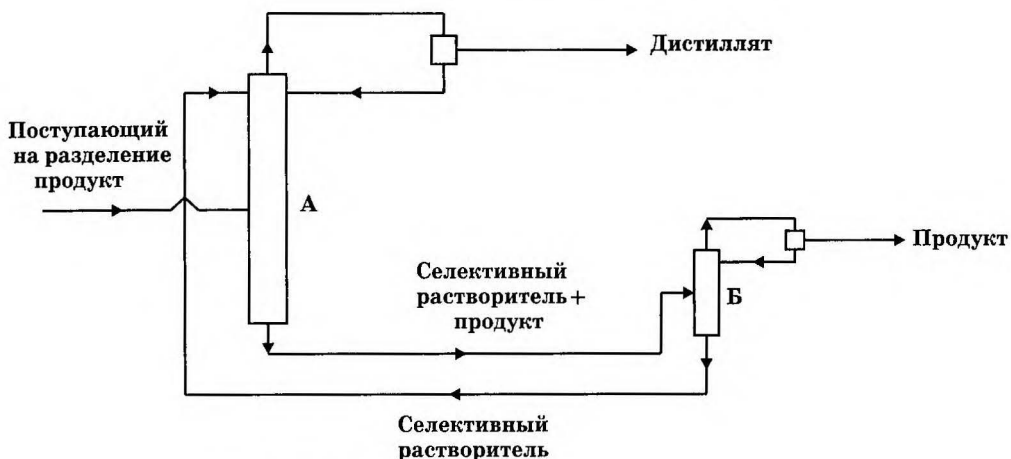 Дистиллят
Поступающий
на разделение
продукт
А
Продукт
Селективный
растворитель+
продукт
Б
Селективный
растворитель